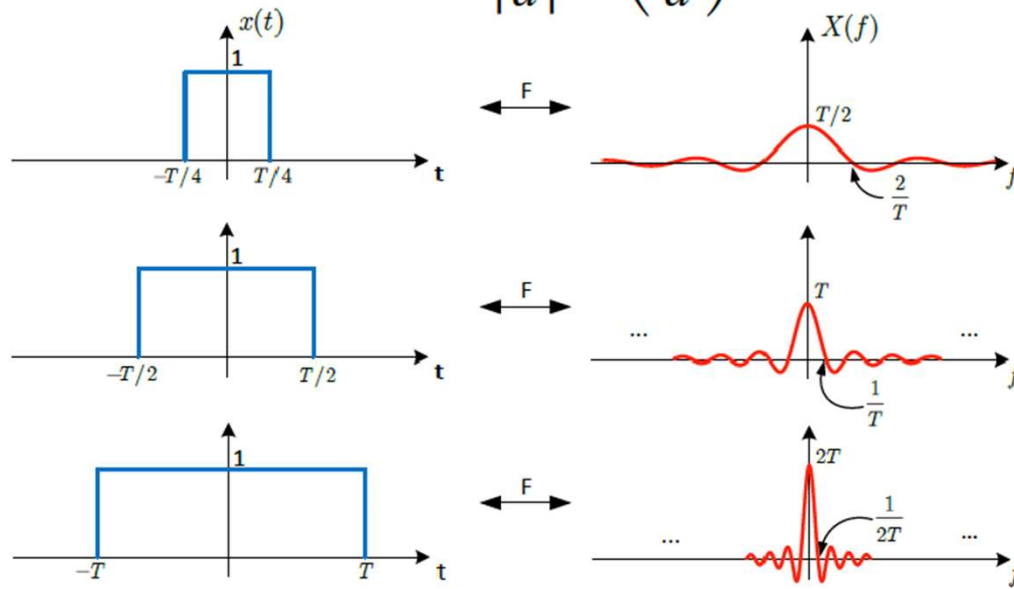 |a| ( a )
x(t) X(f)
1
F
T/2
–T/4 T/4 t f
2/T
1
F
T
... ...
–T/2 T/2 t f
1/T
1
F
2T
1/2T
... ...
–T T t f